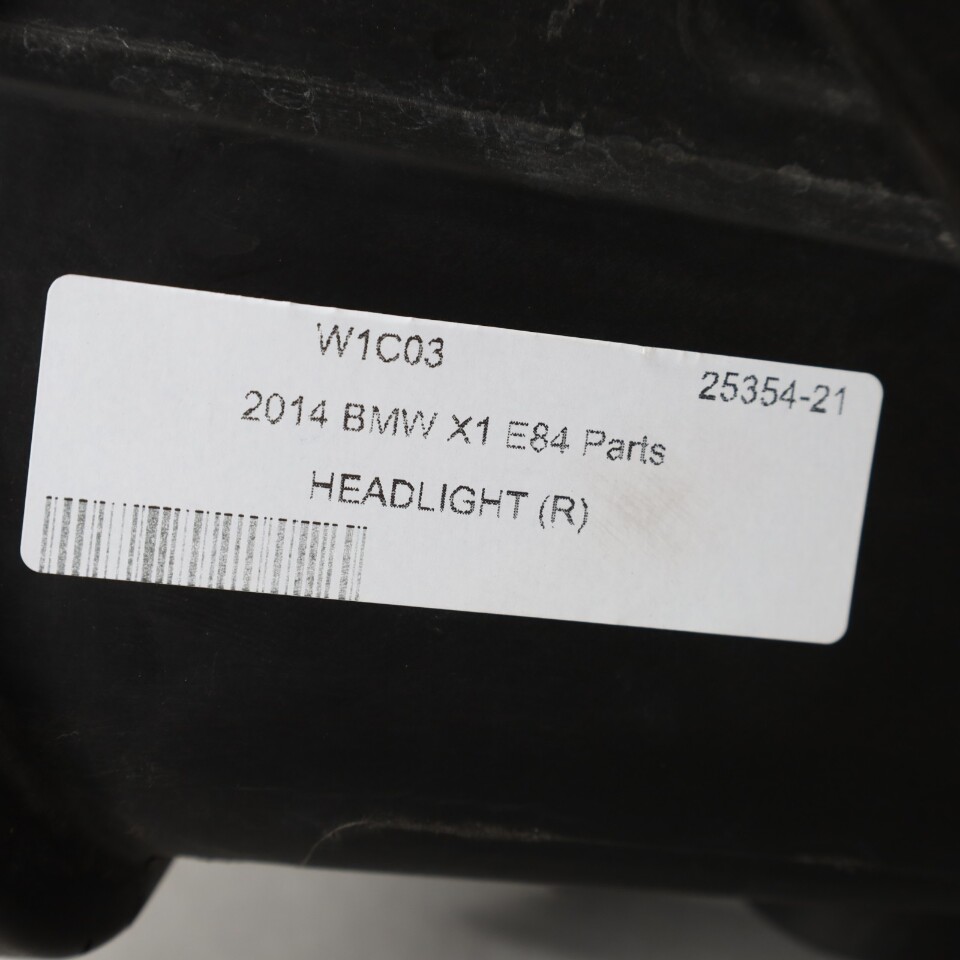 W1C03
25354-21
2014 BMW X1 E84 Parts
HEADLIGHT (R)